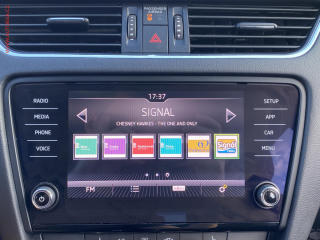 PASSENGER
AIRBAG
17:37
RADIO
SETUP
SIGNAL
MEDIA
APP
CHESNEY HAWKES - THE ONE AND ONLY
PHONE
CAR
VOICE
MENU
Signal
FM